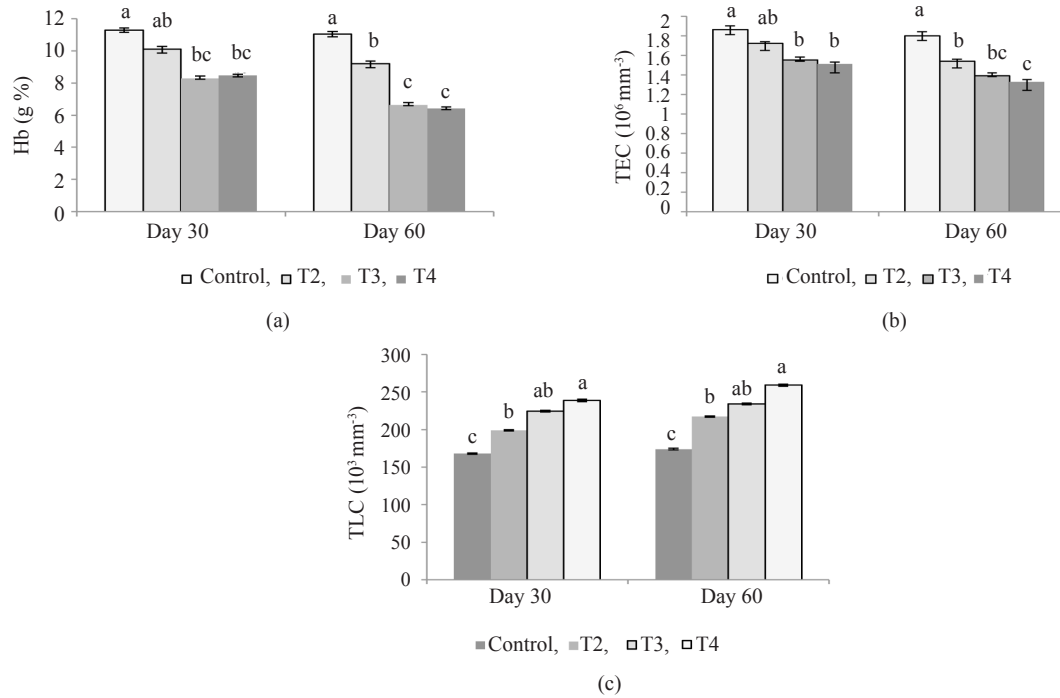 12
10
8
6
4
2
0
Hb (g %)
a ab bc bc
a b c c
Day 30 Day 60
Control, T2, T3, T4
(a)
2
1.8
1.6
1.4
1.2
1
0.8
0.6
0.4
0.2
0
TEC (10⁶ mm⁻³)
a ab b b
a b bc c
Day 30 Day 60
Control, T2, T3, T4
(b)
300
250
200
150
100
50
0
TLC (10³ mm⁻³)
c b ab a
c b ab a
Day 30 Day 60
Control, T2, T3, T4
(c)